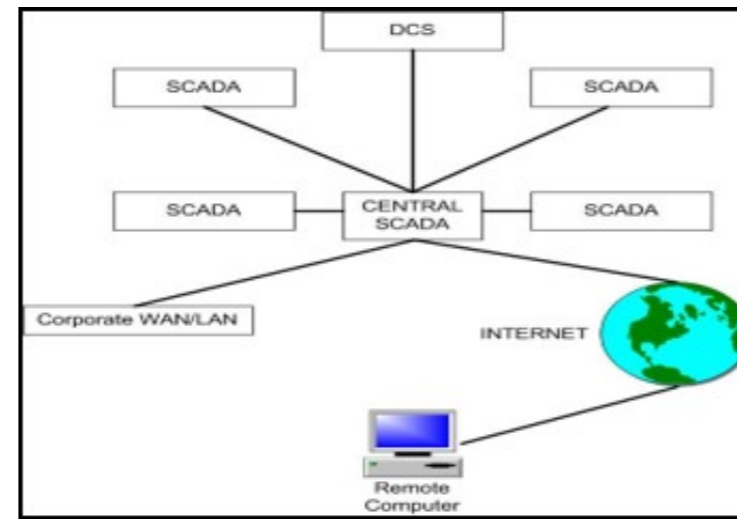 DCS
SCADA
SCADA
SCADA
CENTRAL
SCADA
SCADA
Corporate WAN/LAN
INTERNET
Remote
Computer